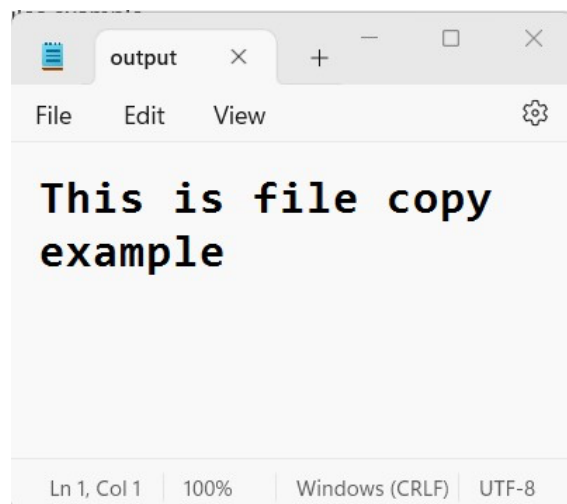 output
File Edit View
This is file copy
example
Ln 1, Col 1 100% Windows (CRLF) UTF-8